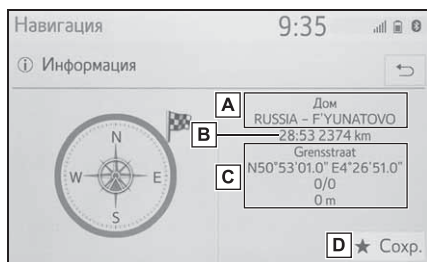 Навигация 9:35
Информация
A Дом
RUSSIA - F'YUNATOVO
B 28:53 2374 km
C Grensstraat
N50°53'01.0" E4°26'51.0"
0/0
0 m
N
W E
S
D ★ Сохр.